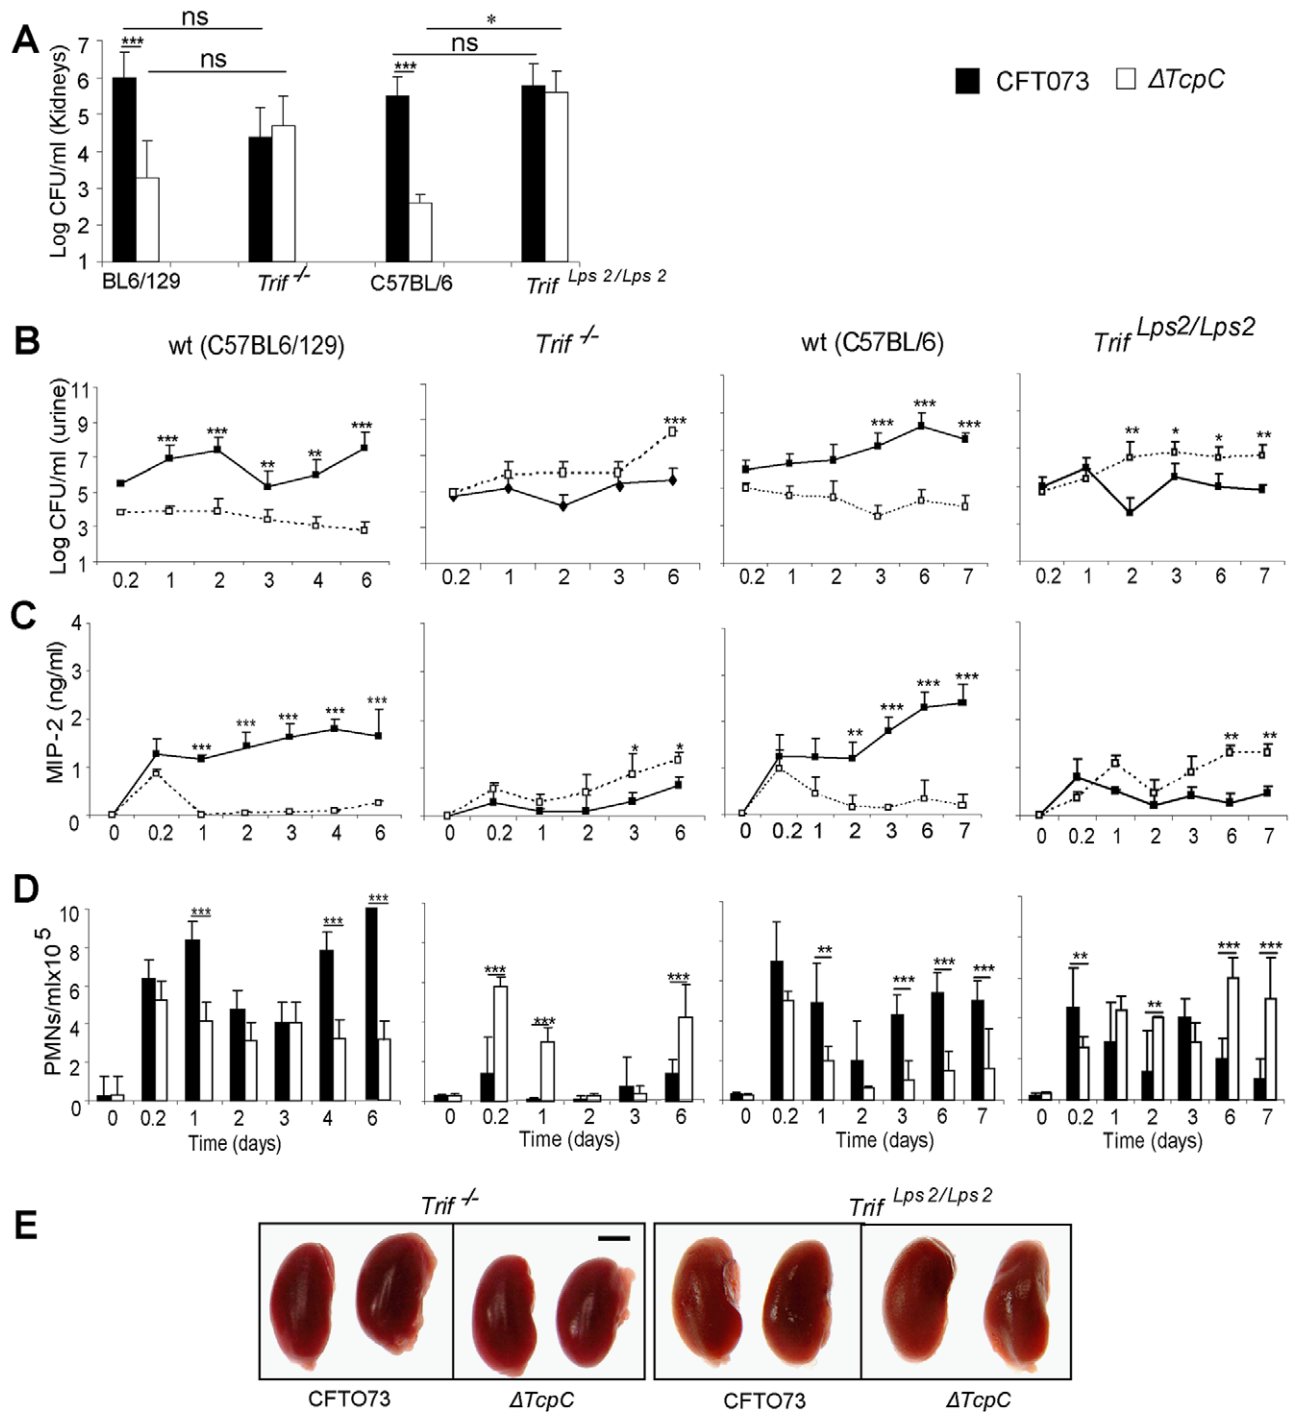 A
ns
*
***
ns
***
ns
CFT073
ΔTcpC
Log CFU/ml (Kidneys)
7
6
5
4
3
2
1
BL6/129
Trif -/-
C57BL/6
Trif Lps 2/Lps 2
B
wt (C57BL6/129)
Trif -/-
wt (C57BL/6)
Trif Lps2/Lps2
Log CFU/ml (urine)
11
9
7
5
3
1
*** *** ** ** ***
***
*** *** ***
** * * **
0.2 1 2 3 4 6
0.2 1 2 3 6
0.2 1 2 3 6 7
0.2 1 2 3 6 7
C
MIP-2 (ng/ml)
4
3
2
1
0
*** *** *** *** ***
* *
** *** *** ***
** **
0 0.2 1 2 3 4 6
0 0.2 1 2 3 6
0 0.2 1 2 3 6 7
0 0.2 1 2 3 6 7
D
PMNs/mlx10 5
10
8
6
4
2
0
*** *** ***
*** *** ***
** *** *** ***
** ** *** ***
0 0.2 1 2 3 4 6
0 0.2 1 2 3 6
0 0.2 1 2 3 6 7
0 0.2 1 2 3 6 7
Time (days)
Time (days)
Time (days)
Time (days)
E
Trif -/-
Trif Lps 2/Lps 2
CFTO73
ΔTcpC
CFT073
ΔTcpC